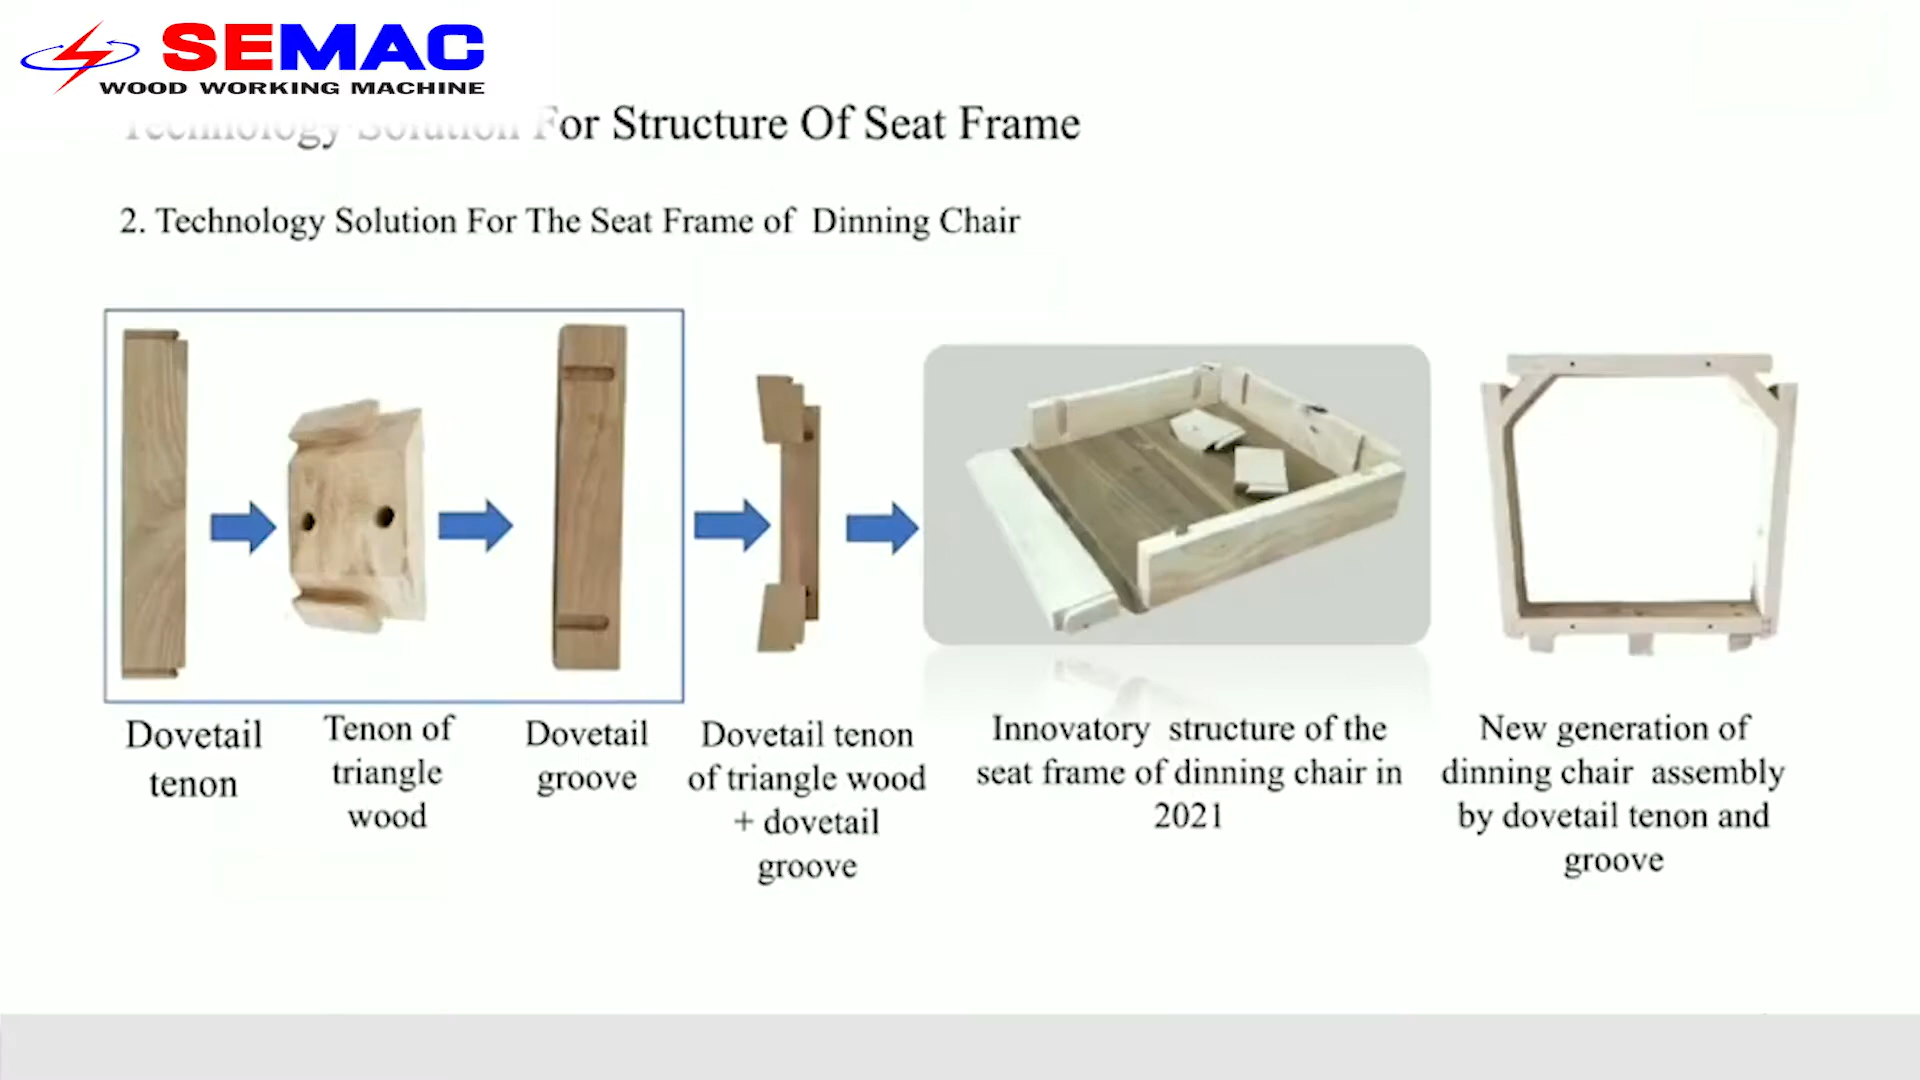 SEMAC
WOOD WORKING MACHINE
Technology Solution For Structure Of Seat Frame
2. Technology Solution For The Seat Frame of Dinning Chair
Dovetail
tenon
Tenon of
triangle
wood
Dovetail
groove
Dovetail tenon
of triangle wood
+ dovetail
groove
Innovatory structure of the
seat frame of dinning chair in
2021
New generation of
dinning chair assembly
by dovetail tenon and
groove